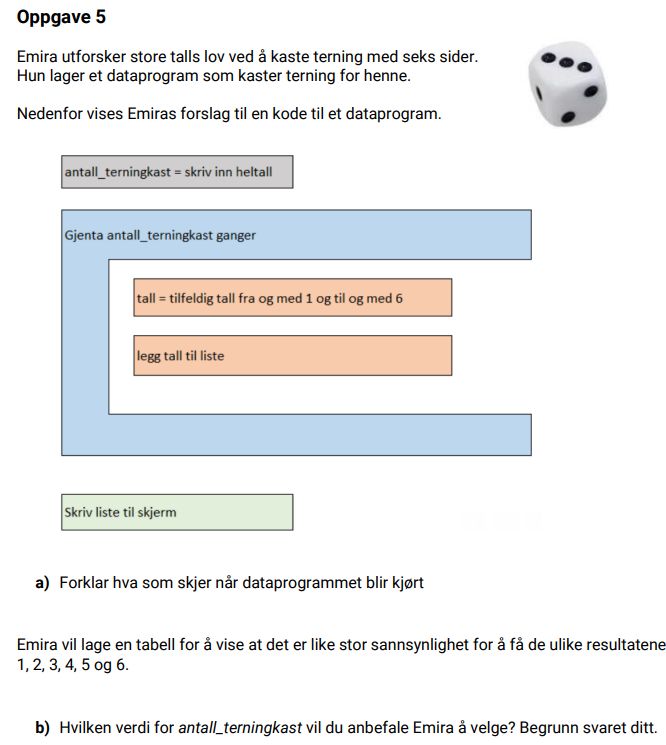 Oppgave 5
Emira utforsker store talls lov ved å kaste terning med seks sider.
Hun lager et dataprogram som kaster terning for henne.
Nedenfor vises Emiras forslag til en kode til et dataprogram.
antall_terningkast = skriv inn heltall
Gjenta antall_terningkast ganger
tall = tilfeldig tall fra og med 1 og til og med 6
legg tall til liste
Skriv liste til skjerm
a) Forklar hva som skjer når dataprogrammet blir kjørt
Emira vil lage en tabell for å vise at det er like stor sannsynlighet for å få de ulike resultatene
1, 2, 3, 4, 5 og 6.
b) Hvilken verdi for antall_terningkast vil du anbefale Emira å velge? Begrunn svaret ditt.